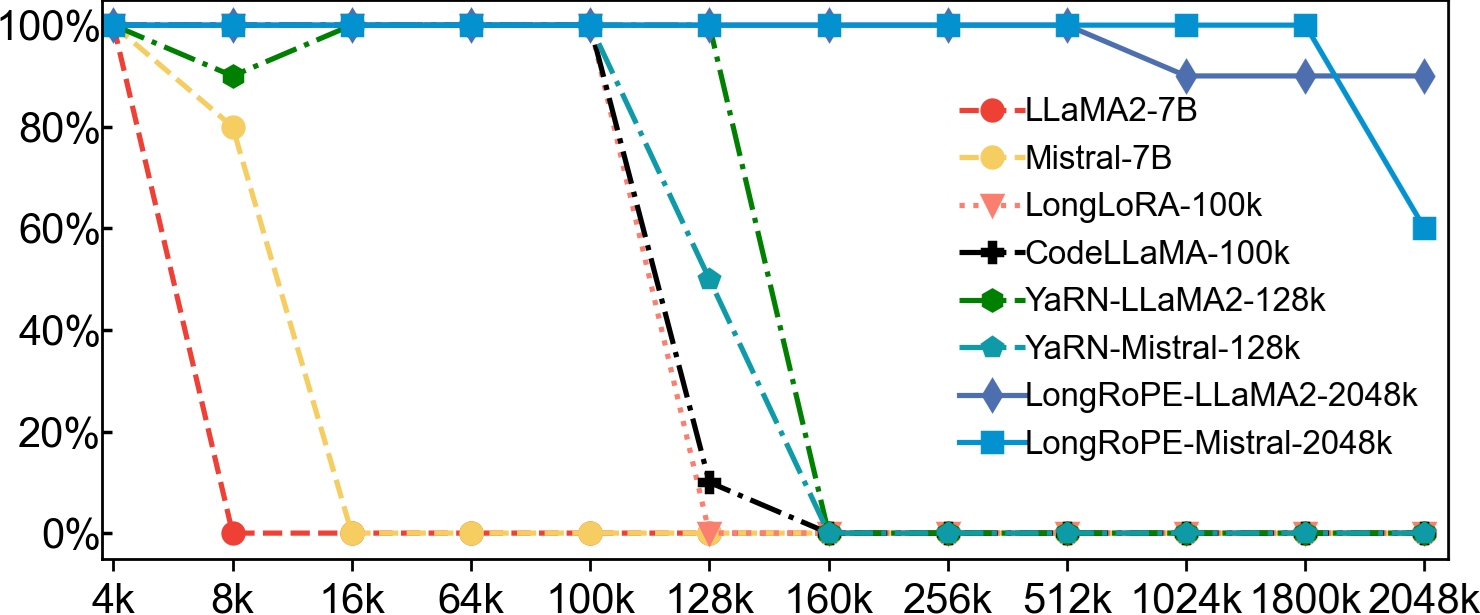 100%
80%
60%
40%
20%
0%
LLaMA2-7B
Mistral-7B
LongLoRA-100k
CodeLLaMA-100k
YaRN-LLaMA2-128k
YaRN-Mistral-128k
LongRoPE-LLaMA2-2048k
LongRoPE-Mistral-2048k
4k 8k 16k 64k 100k 128k 160k 256k 512k 1024k 1800k 2048k